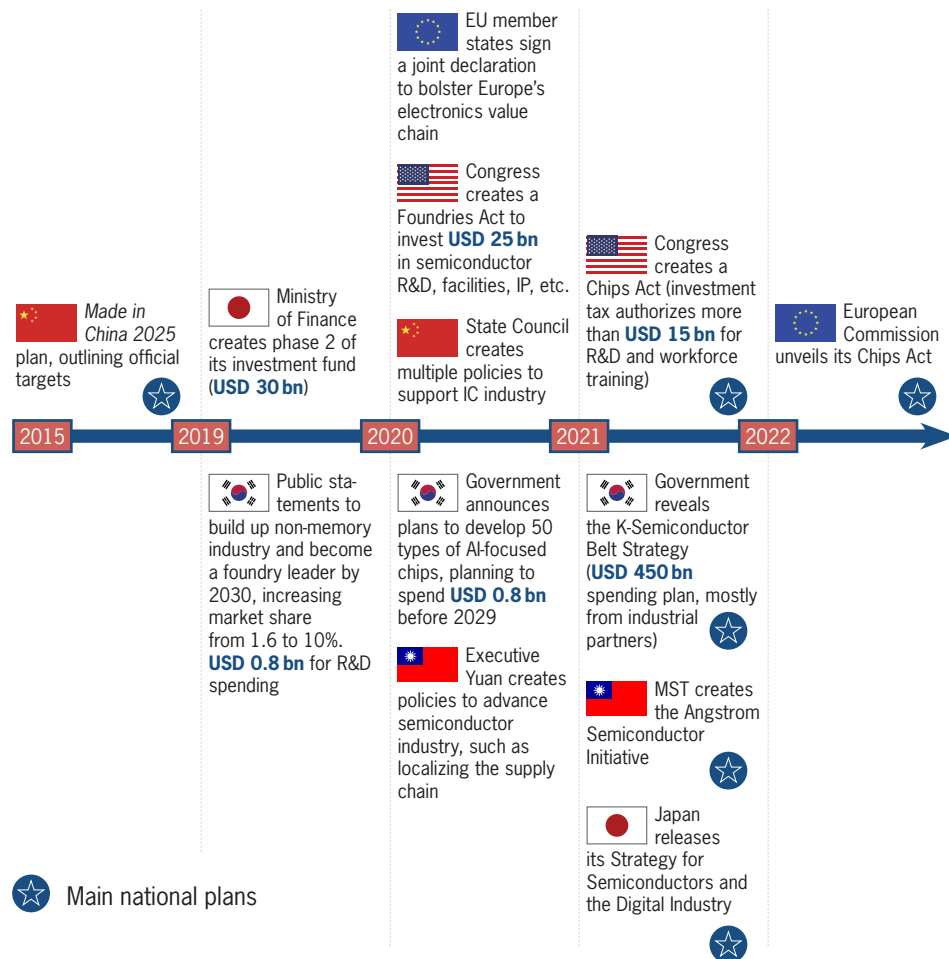 Made in
China 2025
plan, outlining official
targets
Ministry
of Finance
creates phase 2 of
its investment fund
(USD 30 bn)
EU member
states sign
a joint declaration
to bolster Europe's
electronics value
chain
Congress
creates a
Foundries Act to
invest USD 25 bn
in semiconductor
R&D, facilities, IP, etc.
State Council
creates
multiple policies to
support IC industry
Congress
creates a
Chips Act (investment
tax authorizes more
than USD 15 bn for
R&D and workforce
training)
European
Commission
unveils its Chips Act
2015
2019
2020
2021
2022
Public sta-
tements to
build up non-memory
industry and become
a foundry leader by
2030, increasing
market share
from 1.6 to 10%.
USD 0.8 bn for R&D
spending
Government
announces
plans to develop 50
types of AI-focused
chips, planning to
spend USD 0.8 bn
before 2029
Executive
Yuan creates
policies to advance
semiconductor
industry, such as
localizing the supply
chain
Government
reveals
the K-Semiconductor
Belt Strategy
(USD 450 bn
spending plan, mostly
from industrial
partners)
MST creates
the Angstrom
Semiconductor
Initiative
Japan
releases
its Strategy for
Semiconductors and
the Digital Industry
Main national plans